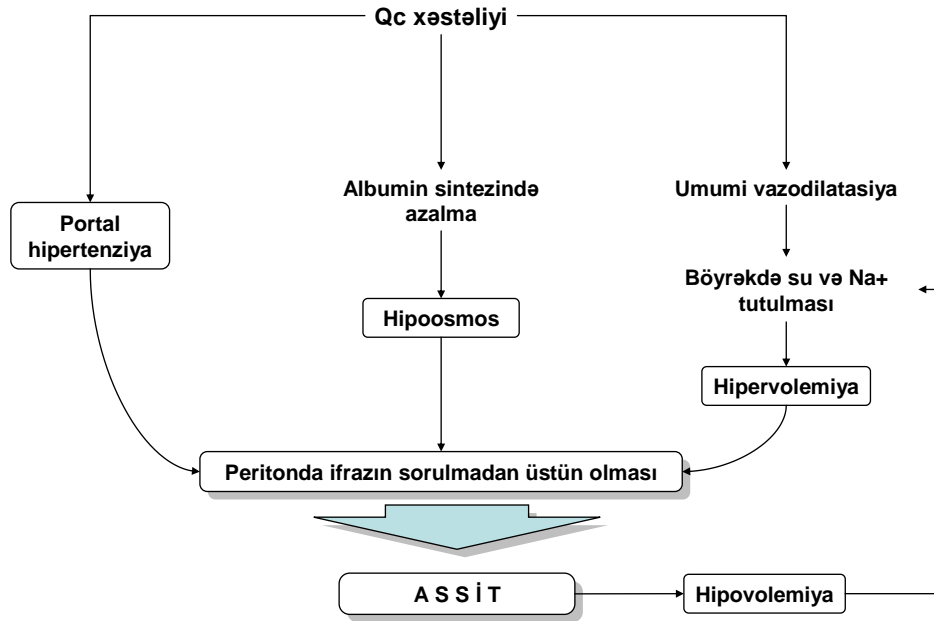 Qc xəstəliyi
Albumin sintezində
azalma
Umumi vazodilatasiya
Portal
hipertenziya
Böyrəkdə su və Na+
tutulması
Hipoosmos
Hipervolemiya
Peritonda ifrazın sorulmadan üstün olması
A S S İ T
Hipovolemiya